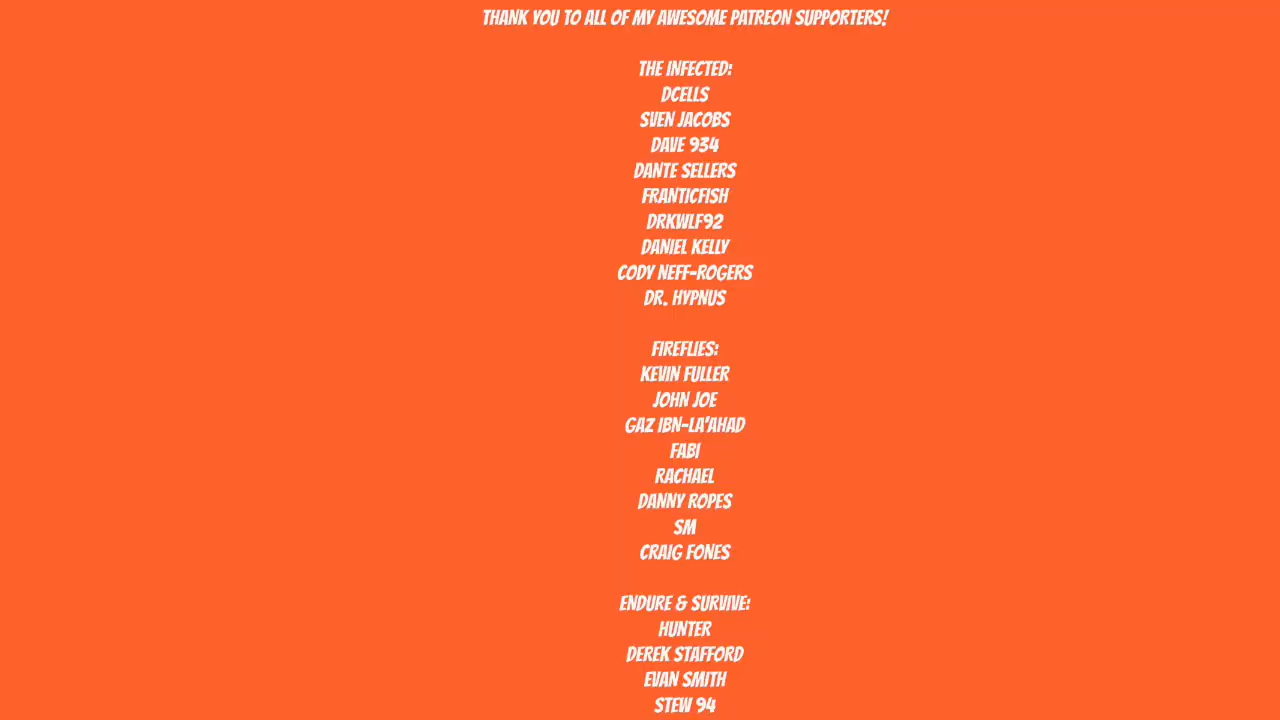 THANK YOU TO ALL OF MY AWESOME PATREON SUPPORTERS!
THE INFECTED:
DCELLS
SVEN JACOBS
DAVE 934
DANTE SELLERS
FRANTICFISH
DRKWLF92
DANIEL KELLY
CODY NEFF-ROGERS
DR. HYPNUS
FIREFLIES:
KEVIN FULLER
JOHN JOE
GAZ IBN-LA'AHAD
FABI
RACHAEL
DANNY ROPES
SM
CRAIG FONES
ENDURE & SURVIVE:
HUNTER
DEREK STAFFORD
EVAN SMITH
STEW 94